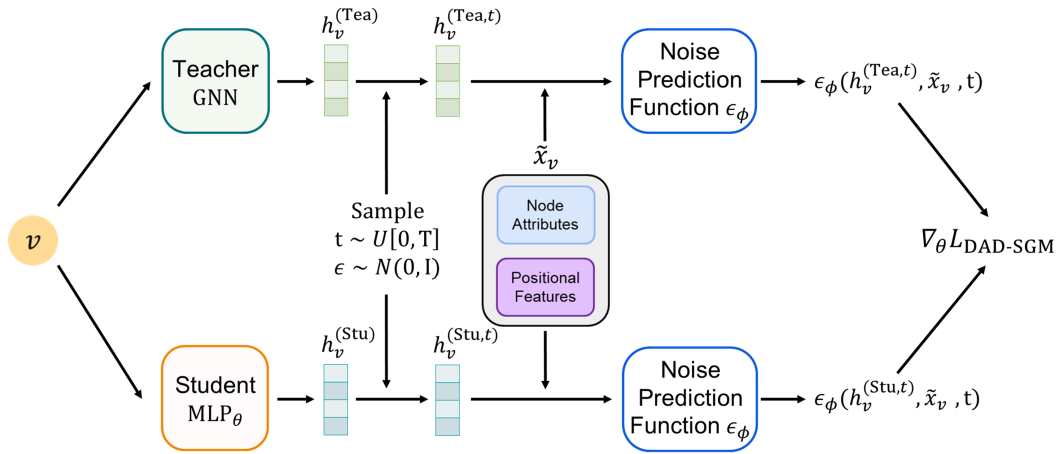 h_v^(Tea)
h_v^(Tea,t)
Teacher
GNN
Noise
Prediction
Function ϵ_ϕ
ϵ_ϕ(h_v^(Tea,t), x̃_v , t)
x̃_v
v
Sample
t ~ U[0, T]
ϵ ~ N(0, I)
Node
Attributes
Positional
Features
∇_θ L_DAD-SGM
h_v^(Stu)
h_v^(Stu,t)
Student
MLP_θ
Noise
Prediction
Function ϵ_ϕ
ϵ_ϕ(h_v^(Stu,t), x̃_v , t)